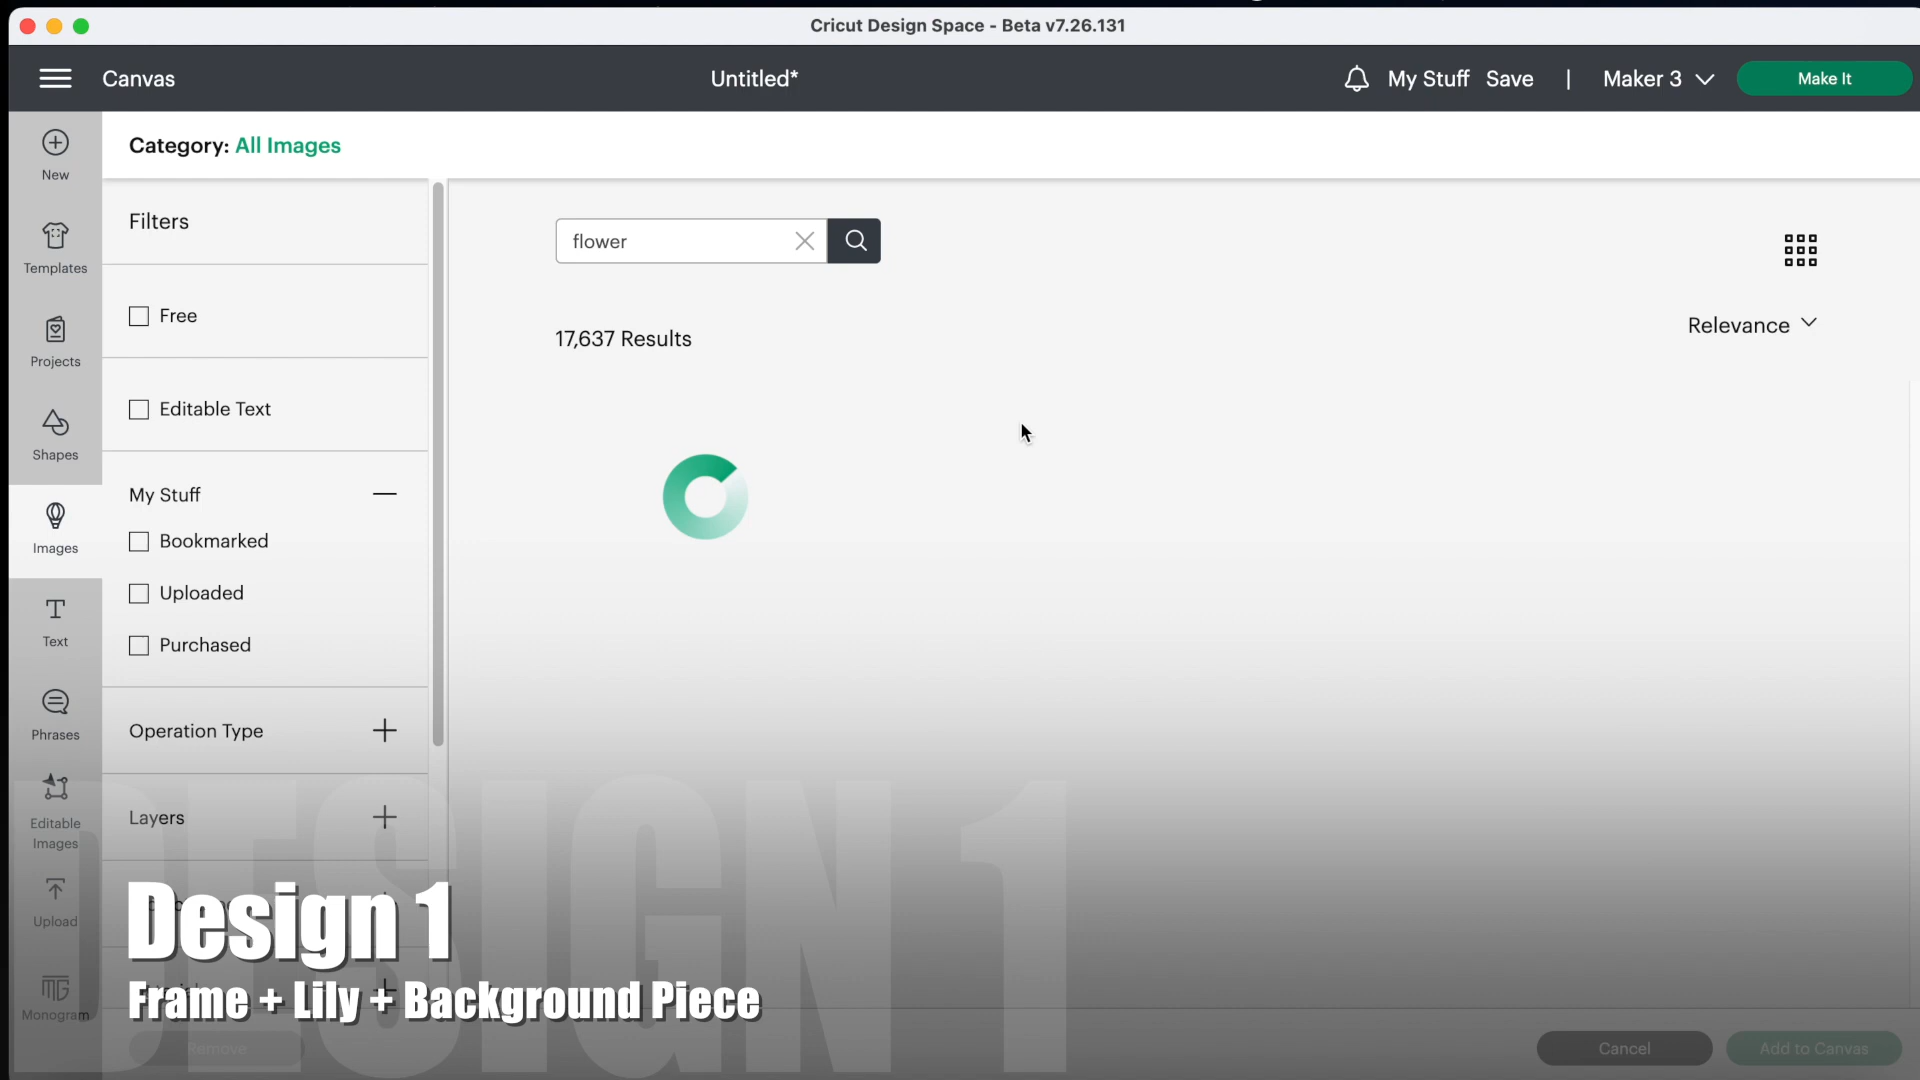 Cricut Design Space - Beta v7.26.131
Canvas
Untitled*
My Stuff Save | Maker 3
Make It
New
Templates
Projects
Shapes
Images
Text
Phrases
Editable
Images
Upload
Monogram
Category: All Images
Filters
Free
Editable Text
My Stuff
Bookmarked
Uploaded
Purchased
Operation Type
Layers
flower
17,637 Results
Relevance
DESIGN 1
Design 1
Frame + Lily + Background Piece
Remove
Cancel
Add to Canvas